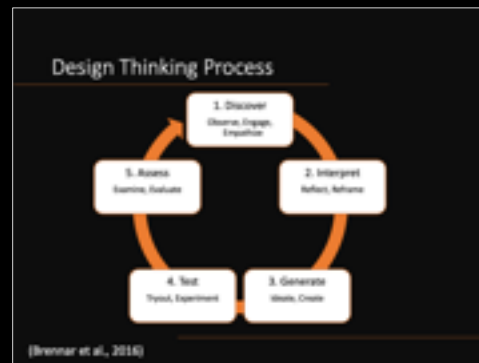 Design Thinking Process
1. Discover
Observe, Engage,
Empathize
2. Interpret
Reflect, Reframe
3. Generate
Ideate, Create
4. Test
Tryout, Experiment
5. Assess
Examine, Evaluate
(Brennar et al., 2016)